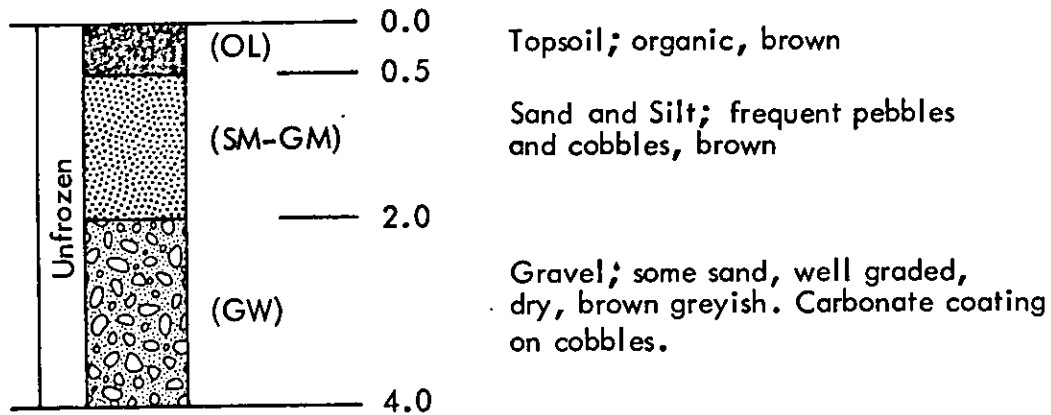 0.0
(OL)
Topsoil; organic, brown
0.5
(SM-GM)
Sand and Silt; frequent pebbles
and cobbles, brown
Unfrozen
2.0
(GW)
Gravel; some sand, well graded,
dry, brown greyish. Carbonate coating
on cobbles.
4.0